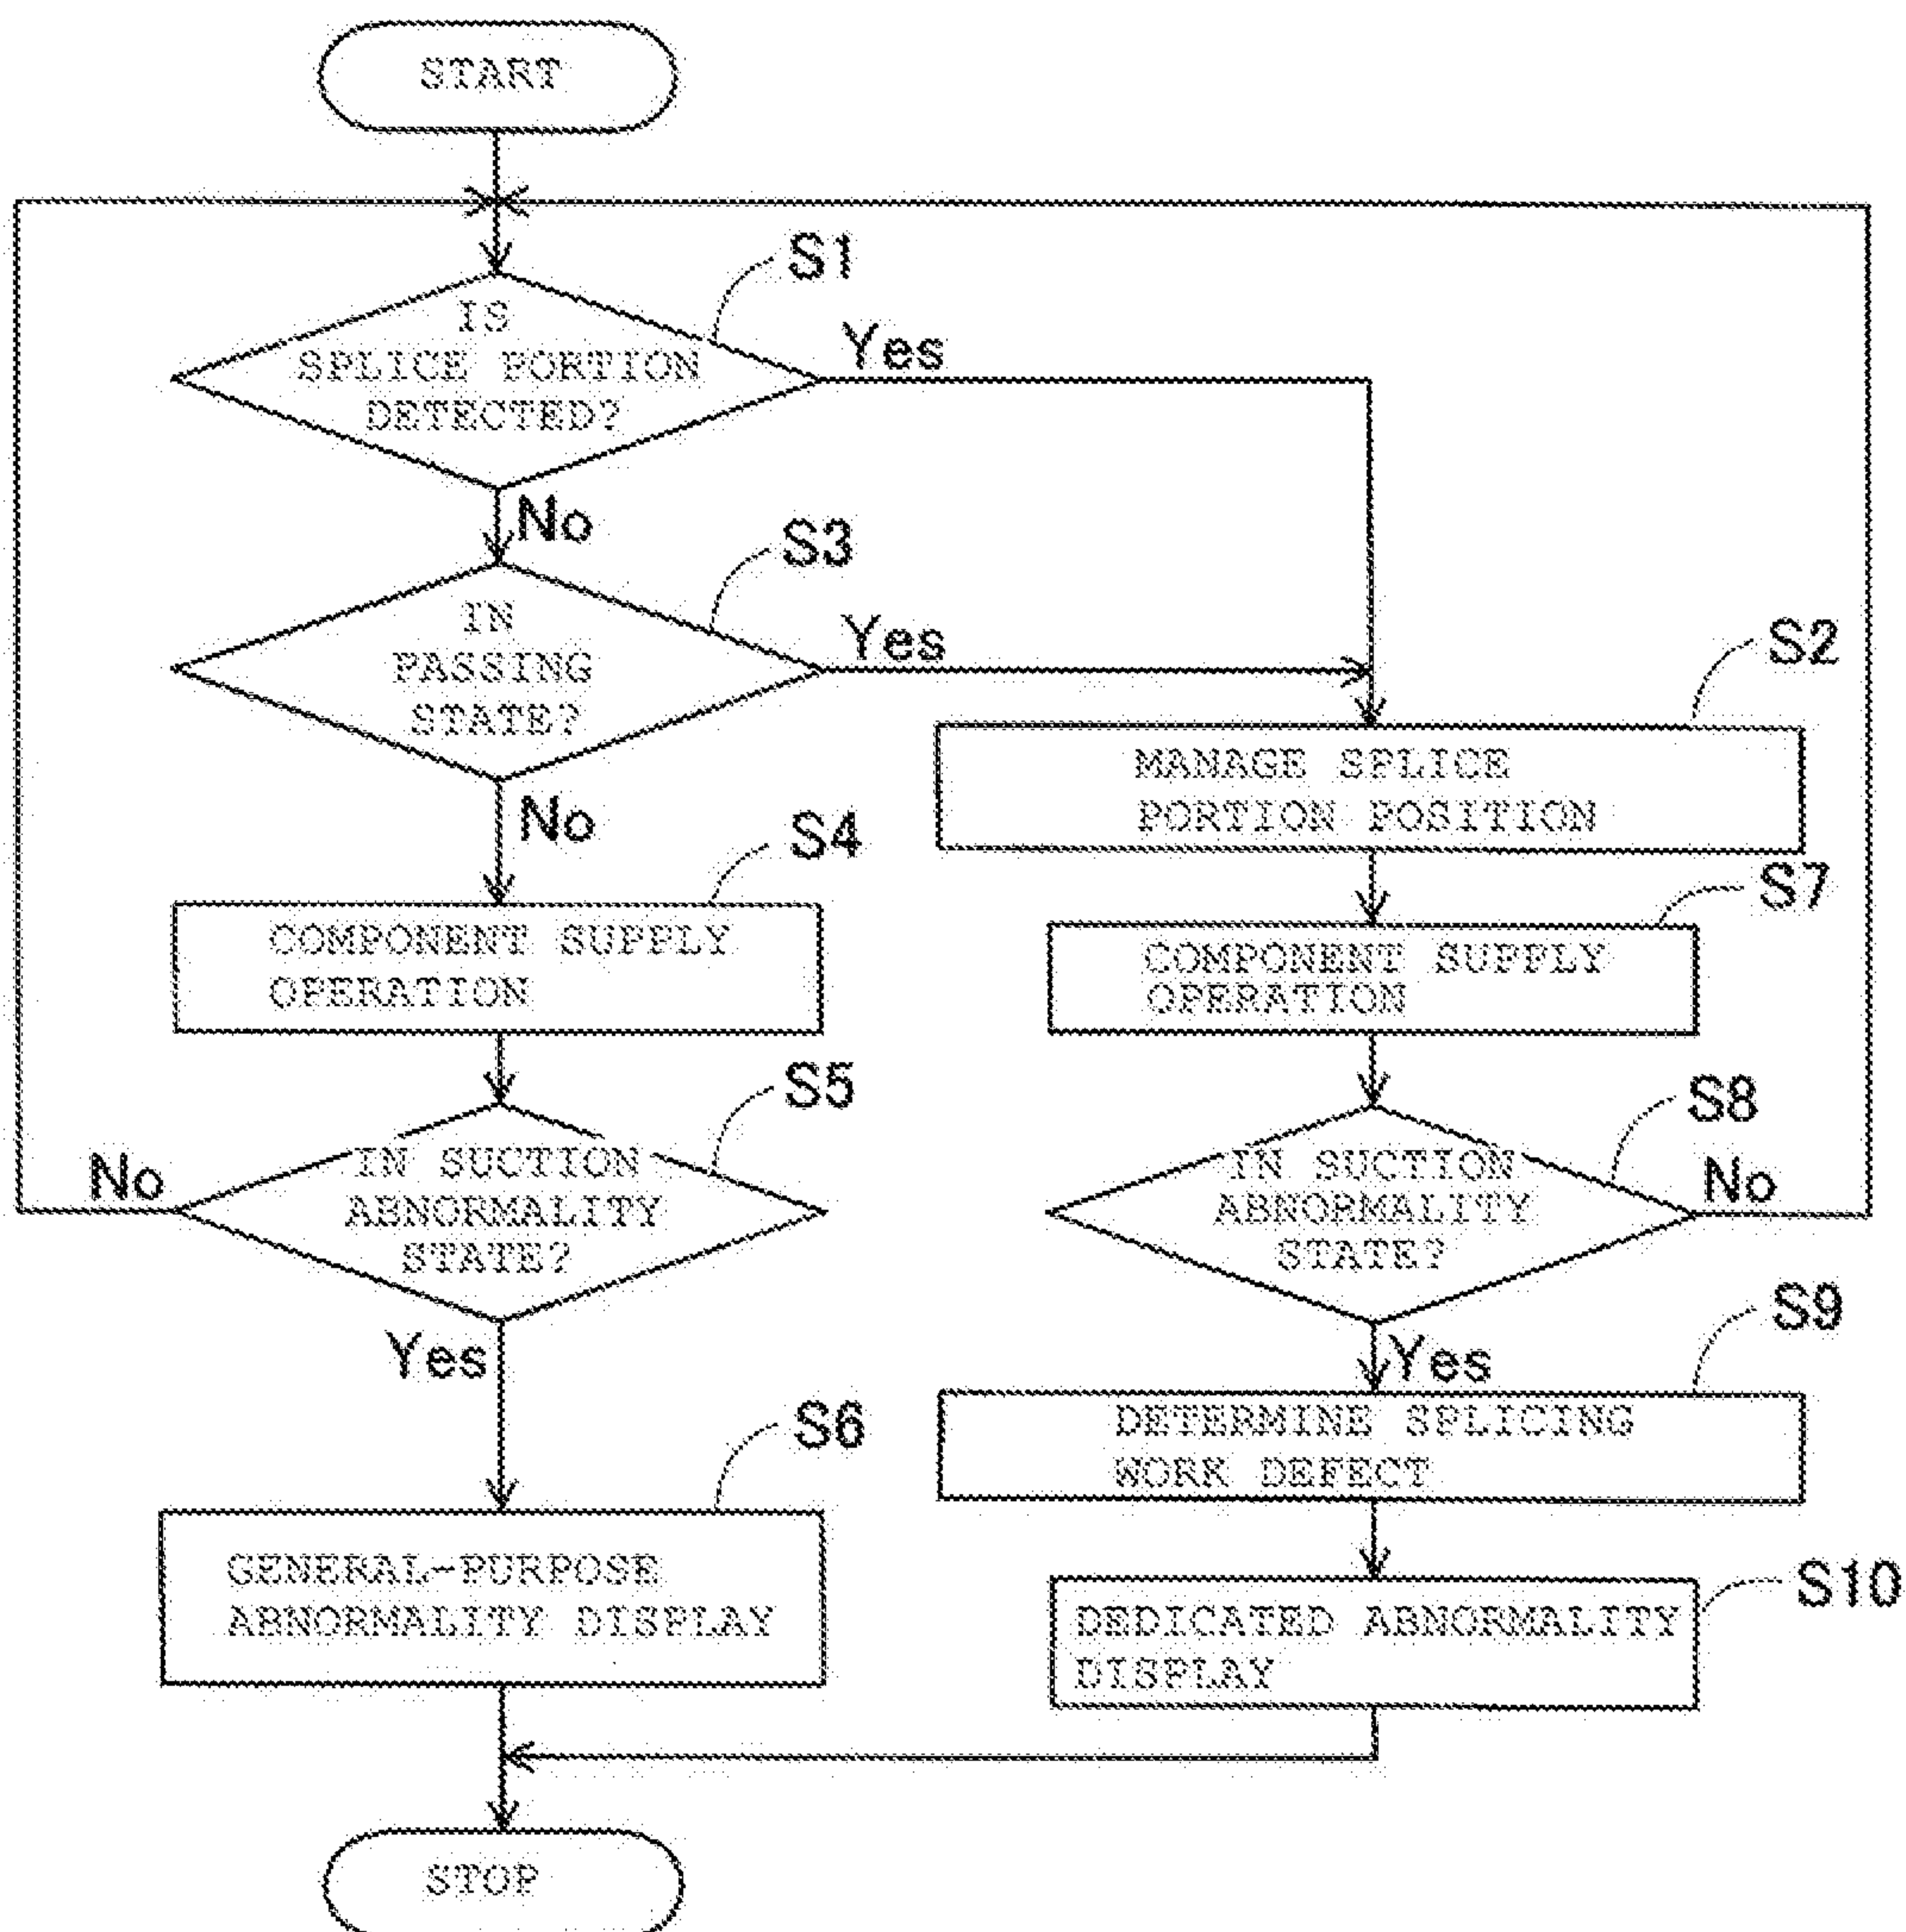 START
S1
IS
SPLICE PORTION
DETECTED?
Yes
No
S3
IN
PASSING
STATE?
Yes
No
S2
MANAGE SPLICE
PORTION POSITION
S4
COMPONENT SUPPLY
OPERATION
S7
COMPONENT SUPPLY
OPERATION
S5
IN SUCTION
ABNORMALITY
STATE?
No
Yes
S8
IN SUCTION
ABNORMALITY
STATE?
No
Yes
S9
DETERMINE SPLICING
WORK DEFECT
S6
GENERAL-PURPOSE
ABNORMALITY DISPLAY
S10
DEDICATED ABNORMALITY
DISPLAY
STOP